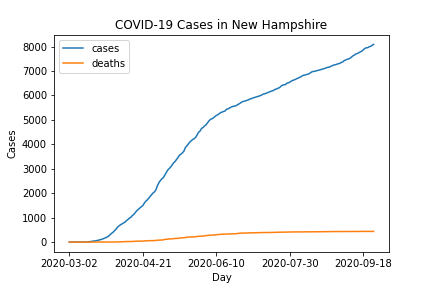 COVID-19 Cases in New Hampshire
cases
deaths
8000
7000
6000
5000
4000
3000
2000
1000
0
Cases
2020-03-02 2020-04-21 2020-06-10 2020-07-30 2020-09-18
Day